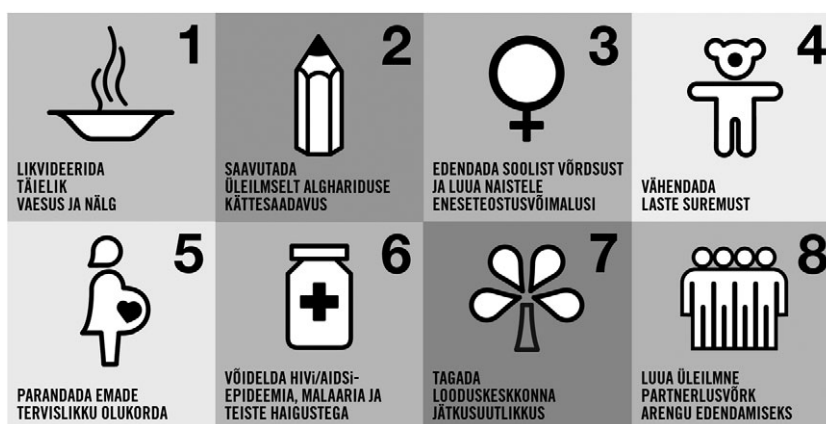 1
LIKVIDEERIDA
TÄIELIK
VAESUS JA NÄLG
2
SAAVUTADA
ÜLEILMSELT ALGHARIDUSE
KÄTTESAADAVUS
3
EDENDADA SOOLIST VÕRDSUST
JA LUUA NAISTELE
ENESETEOSTUSVÕIMALUSI
4
VÄHENDADA
LASTE SUREMUST
5
PARANDADA EMADE
TERVISLIKKU OLUKORDA
6
VÕIDELDA HIVi/AIDSi-
EPIDEEMIA, MALAARIA JA
TEISTE HAIGUSTEGA
7
TAGADA
LOODUSKESKKONNA
JÄTKUSUUTLIKKUS
8
LUUA ÜLEILMNE
PARTNERLUSVÕRK
ARENGU EDENDAMISEKS